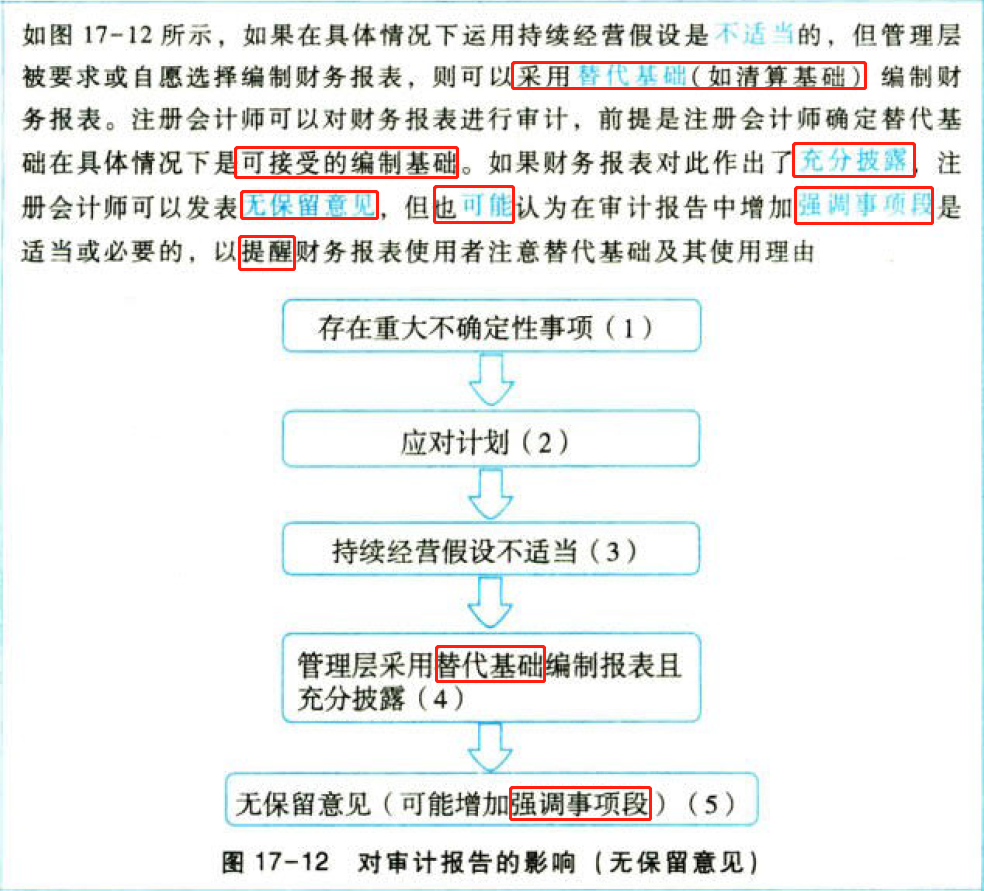 如图17-12所示，如果在具体情况下运用持续经营假设是不适当的，但管理层
被要求或自愿选择编制财务报表，则可以采用替代基础(如清算基础）编制财
务报表。注册会计师可以对财务报表进行审计，前提是注册会计师确定替代基
础在具体情况下是可接受的编制基础。如果财务报表对此作出了充分披露，注
册会计师可以发表无保留意见，但也可能认为在审计报告中增加强调事项段是
适当或必要的，以提醒财务报表使用者注意替代基础及其使用理由
存在重大不确定性事项（1）
应对计划（2）
持续经营假设不适当（3）
管理层采用替代基础编制报表且
充分披露（4）
无保留意见（可能增加强调事项段）（5）
图17-12 对审计报告的影响（无保留意见）